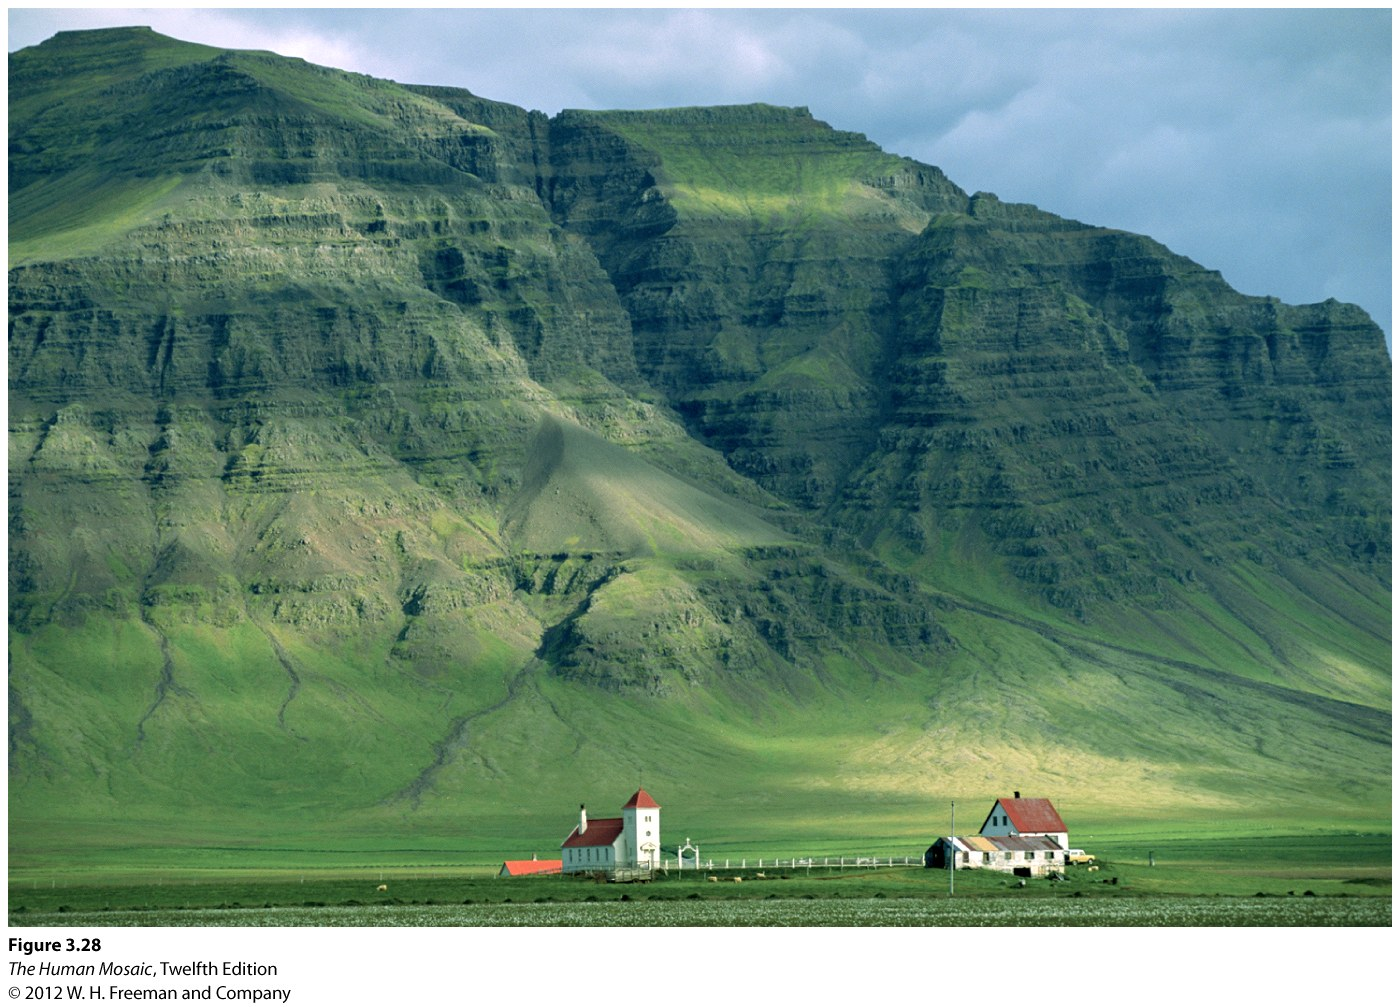 Figure 3.28
The Human Mosaic, Twelfth Edition
© 2012 W. H. Freeman and Company